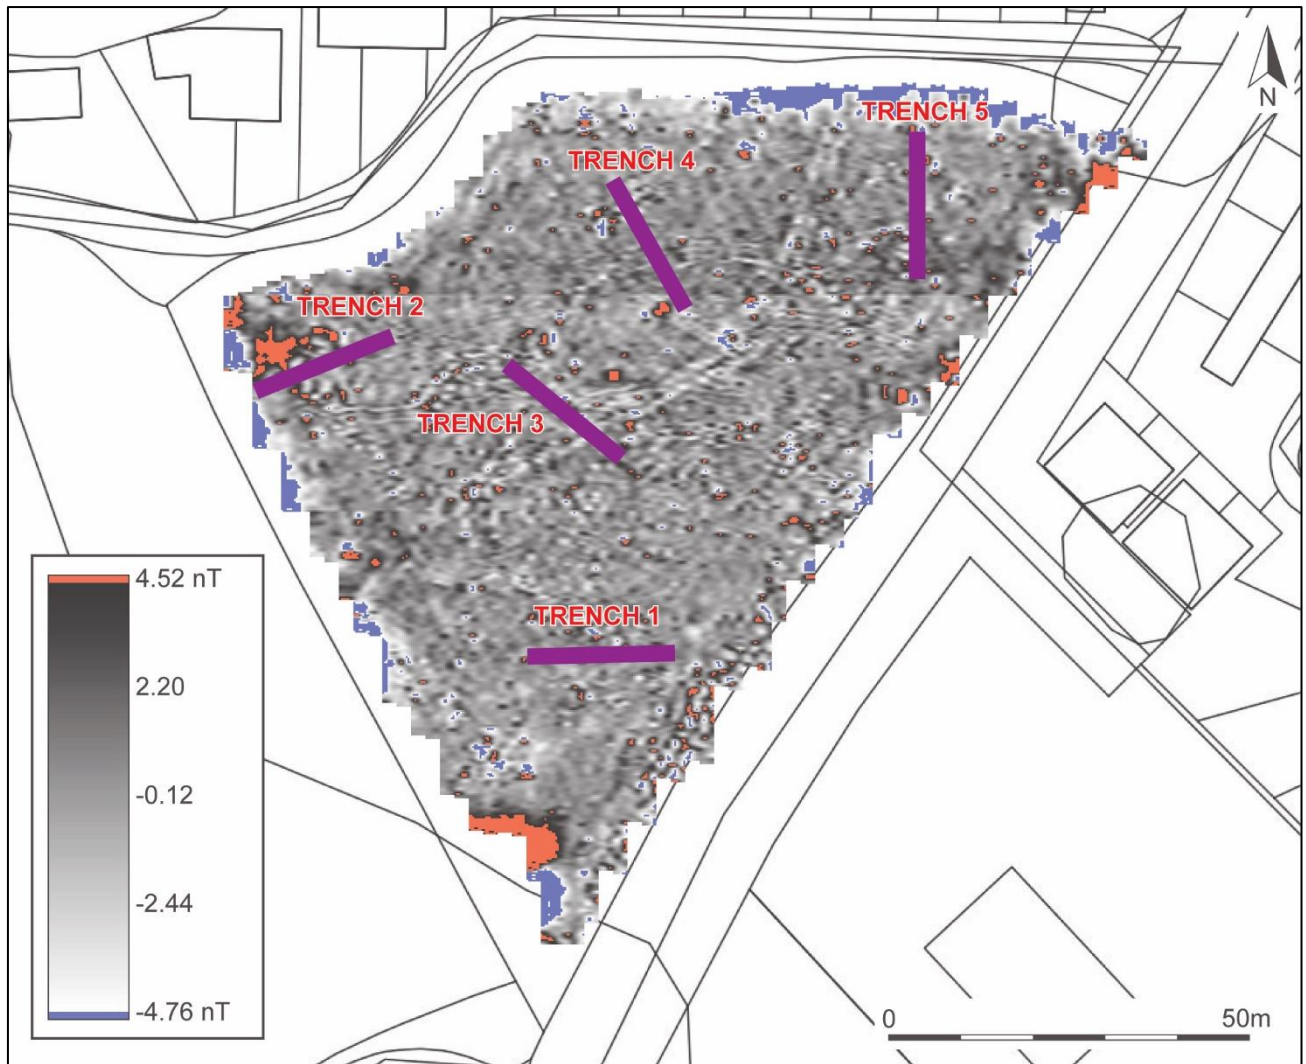 N
TRENCH 5
TRENCH 4
TRENCH 2
TRENCH 3
TRENCH 1
4.52 nT
2.20
-0.12
-2.44
-4.76 nT
0 50m